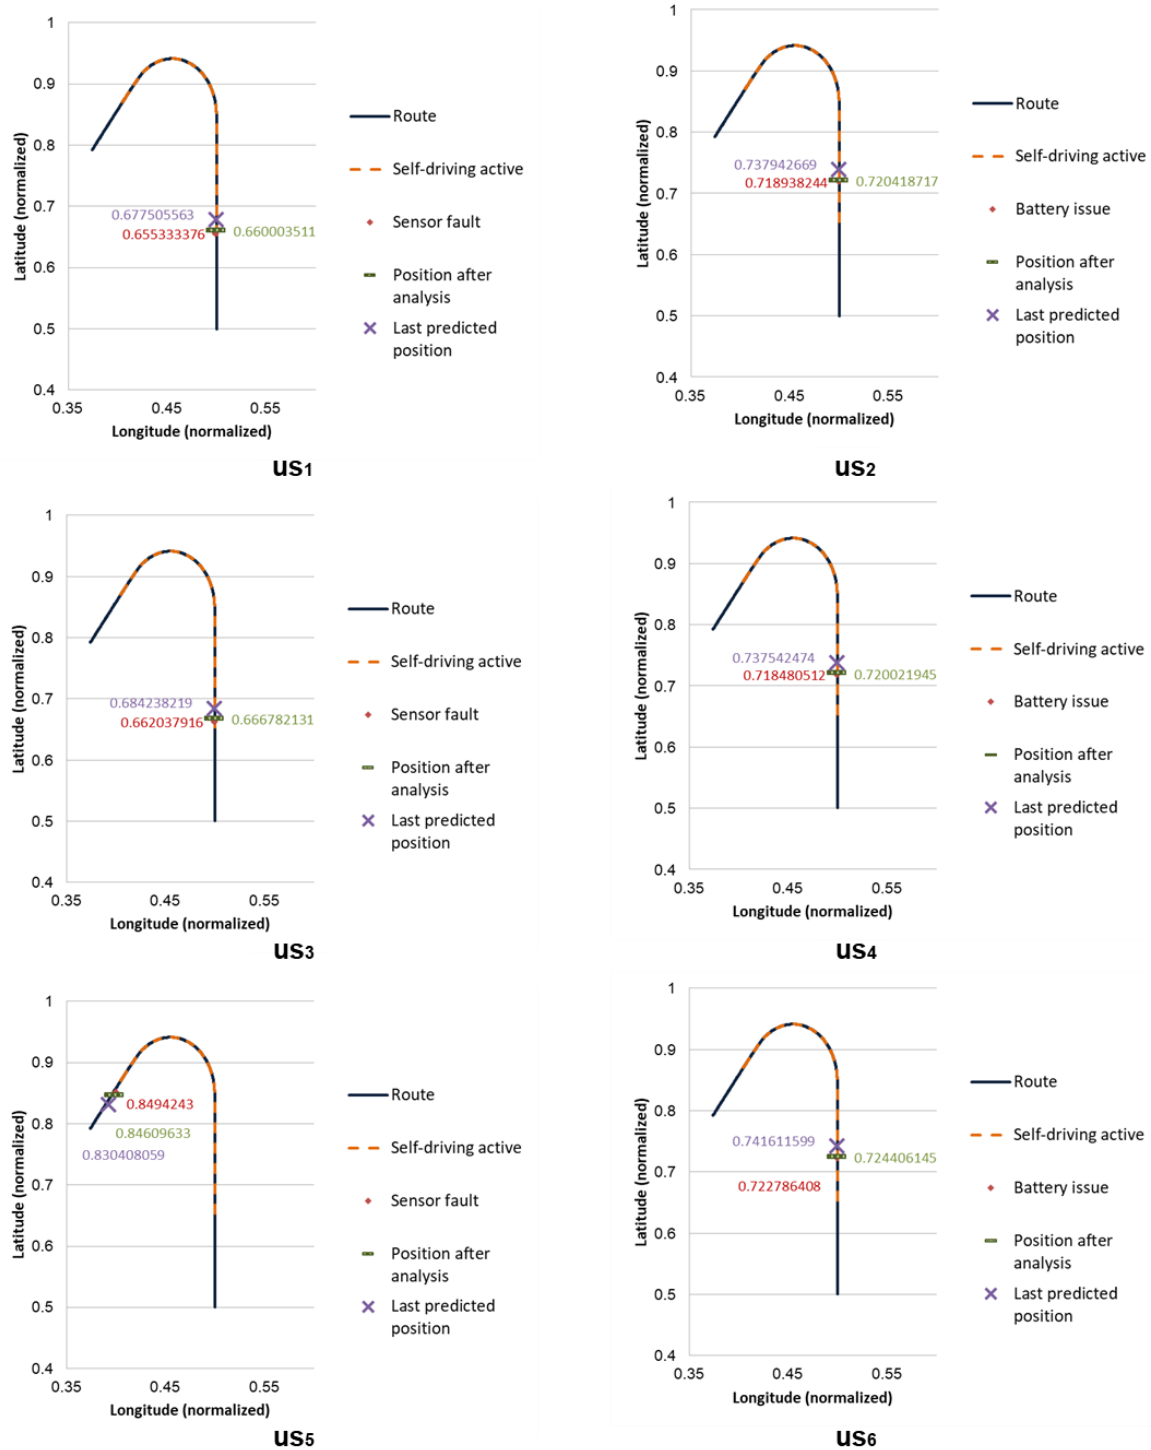 1
0.9
0.8
0.7
0.6
0.5
0.4
0.35
0.45
0.55
Latitude (normalized)
Longitude (normalized)
0.677505563
0.655333376
0.660003511
Route
Self-driving active
Sensor fault
Position after
analysis
Last predicted
position
us1
1
0.9
0.8
0.7
0.6
0.5
0.4
0.35
0.45
0.55
Latitude (normalized)
Longitude (normalized)
0.737942669
0.718938244
0.720418717
Route
Self-driving active
Battery issue
Position after
analysis
Last predicted
position
us2
1
0.9
0.8
0.7
0.6
0.5
0.4
0.35
0.45
0.55
Latitude (normalized)
Longitude (normalized)
0.684238219
0.662037916
0.666782131
Route
Self-driving active
Sensor fault
Position after
analysis
Last predicted
position
us3
1
0.9
0.8
0.7
0.6
0.5
0.4
0.35
0.45
0.55
Latitude (normalized)
Longitude (normalized)
0.737542474
0.718480512
0.720021945
Route
Self-driving active
Battery issue
Position after
analysis
Last predicted
position
us4
1
0.9
0.8
0.7
0.6
0.5
0.4
0.35
0.45
0.55
Latitude (normalized)
Longitude (normalized)
0.8494243
0.84609633
0.830408059
Route
Self-driving active
Sensor fault
Position after
analysis
Last predicted
position
us5
1
0.9
0.8
0.7
0.6
0.5
0.4
0.35
0.45
0.55
Latitude (normalized)
Longitude (normalized)
0.741611599
0.724406145
0.722786408
Route
Self-driving active
Battery issue
Position after
analysis
Last predicted
position
us6